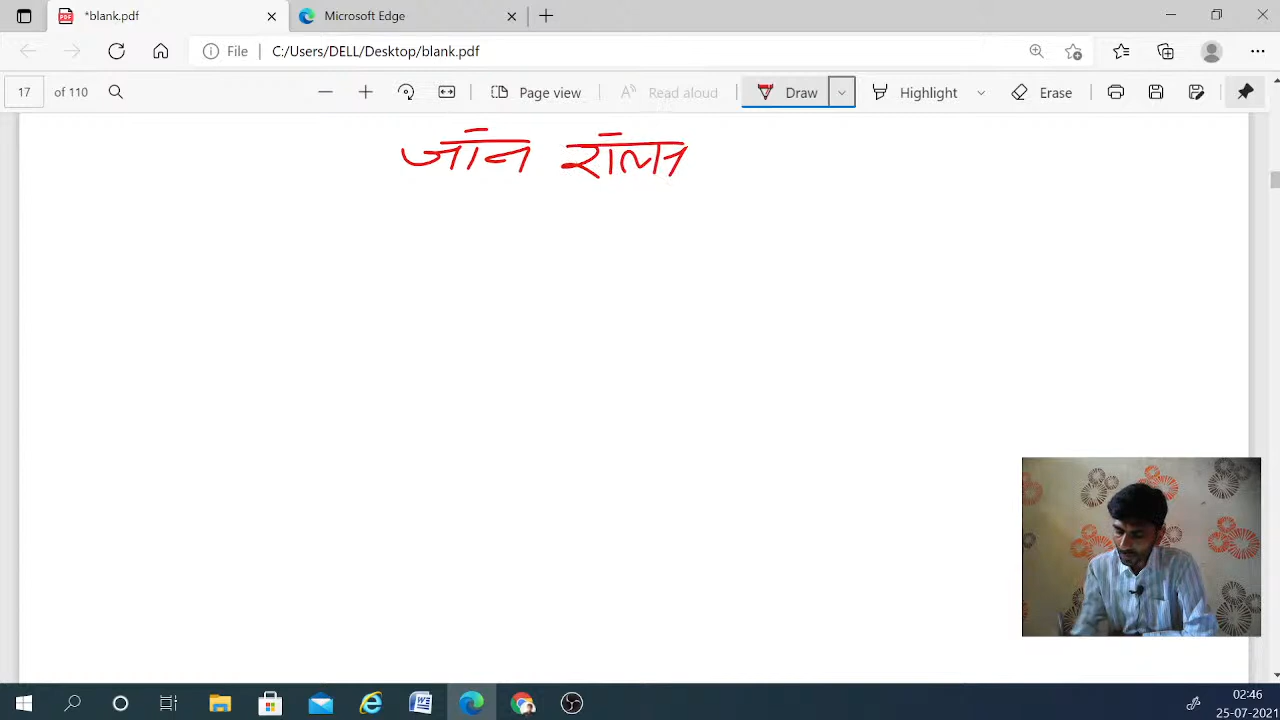 *blank.pdf
Microsoft Edge
File C:/Users/DELL/Desktop/blank.pdf
17 of 110 Page view Read aloud Draw Highlight Erase
जॉन रॉल्स
02:46
25-07-2021